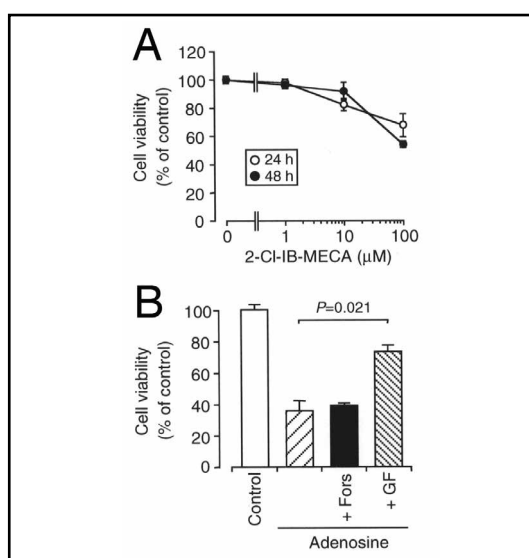 A
120
100
80
60
40
20
0
Cell viability
(% of control)
24 h
48 h
0 1 10 100
2-Cl-IB-MECA (μM)
B
P=0.021
100
80
60
40
20
0
Cell viability
(% of control)
Control
+ Fors
+ GF
Adenosine